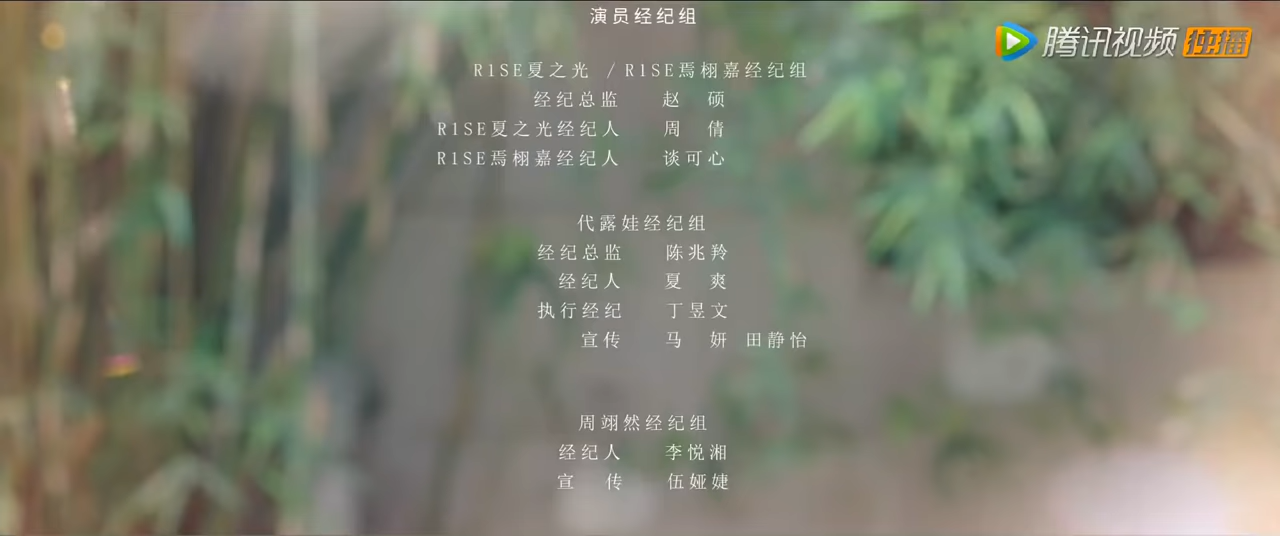 演员经纪组
腾讯视频 独播
R1SE夏之光 / R1SE焉栩嘉经纪组
经纪总监 赵 硕
R1SE夏之光经纪人 周 倩
R1SE焉栩嘉经纪人 谈可心
代露娃经纪组
经纪总监 陈兆羚
经纪人 夏 爽
执行经纪 丁昱文
宣传 马 妍 田静怡
周翊然经纪组
经纪人 李悦湘
宣 传 伍娅婕